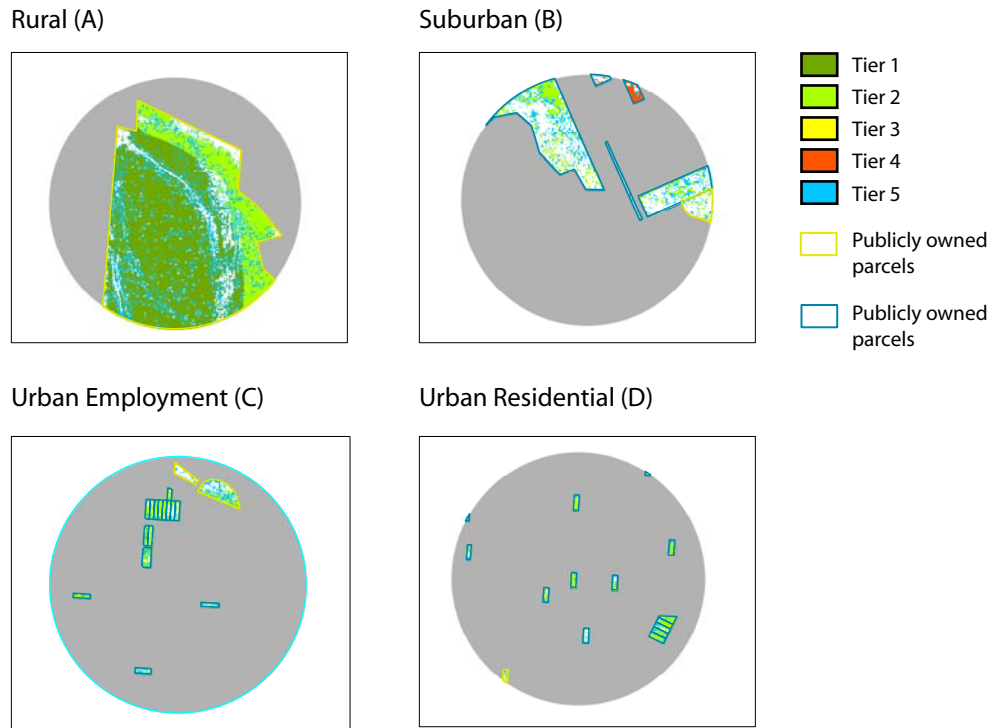 Rural (A)
Suburban (B)
Tier 1
Tier 2
Tier 3
Tier 4
Tier 5
Publicly owned
parcels
Publicly owned
parcels
Urban Employment (C)
Urban Residential (D)